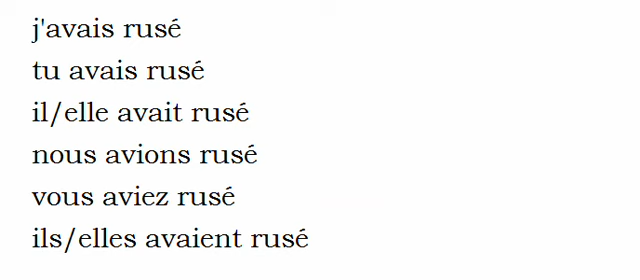 j'avais rusé
tu avais rusé
il/elle avait rusé
nous avions rusé
vous aviez rusé
ils/elles avaient rusé